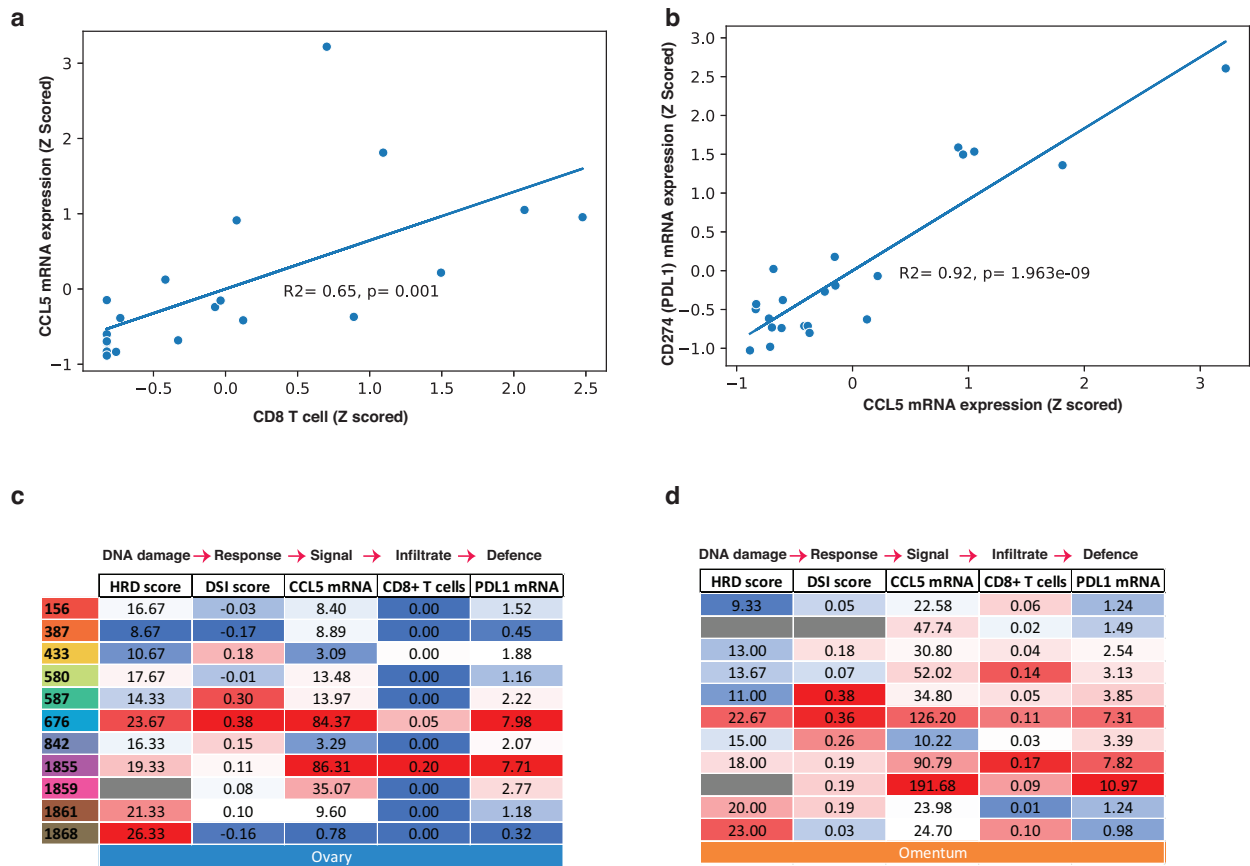 a
CCL5 mRNA expression (Z Scored)
3
2
1
0
−1
R2= 0.65, p= 0.001
−0.5 0.0 0.5 1.0 1.5 2.0 2.5
CD8 T cell (Z scored)
b
CD274 (PDL1) mRNA expression (Z Scored)
3.0
2.5
2.0
1.5
1.0
0.5
0.0
−0.5
−1.0
R2= 0.92, p= 1.963e-09
−1 0 1 2 3
CCL5 mRNA expression (Z scored)
c
DNA damage → Response → Signal → Infiltrate → Defence
HRD score DSI score CCL5 mRNA CD8+ T cells PDL1 mRNA
156 16.67 -0.03 8.40 0.00 1.52
387 8.67 -0.17 8.89 0.00 0.45
433 10.67 0.18 3.09 0.00 1.88
580 17.67 -0.01 13.48 0.00 1.16
587 14.33 0.30 13.97 0.00 2.22
676 23.67 0.38 84.37 0.05 7.98
842 16.33 0.15 3.29 0.00 2.07
1855 19.33 0.11 86.31 0.20 7.71
1859 0.08 35.07 0.00 2.77
1861 21.33 0.10 9.60 0.00 1.18
1868 26.33 -0.16 0.78 0.00 0.32
Ovary
d
DNA damage → Response → Signal → Infiltrate → Defence
HRD score DSI score CCL5 mRNA CD8+ T cells PDL1 mRNA
9.33 0.05 22.58 0.06 1.24
47.74 0.02 1.49
13.00 0.18 30.80 0.04 2.54
13.67 0.07 52.02 0.14 3.13
11.00 0.38 34.80 0.05 3.85
22.67 0.36 126.20 0.11 7.31
15.00 0.26 10.22 0.03 3.39
18.00 0.19 90.79 0.17 7.82
0.19 191.68 0.09 10.97
20.00 0.19 23.98 0.01 1.24
23.00 0.03 24.70 0.10 0.98
Omentum